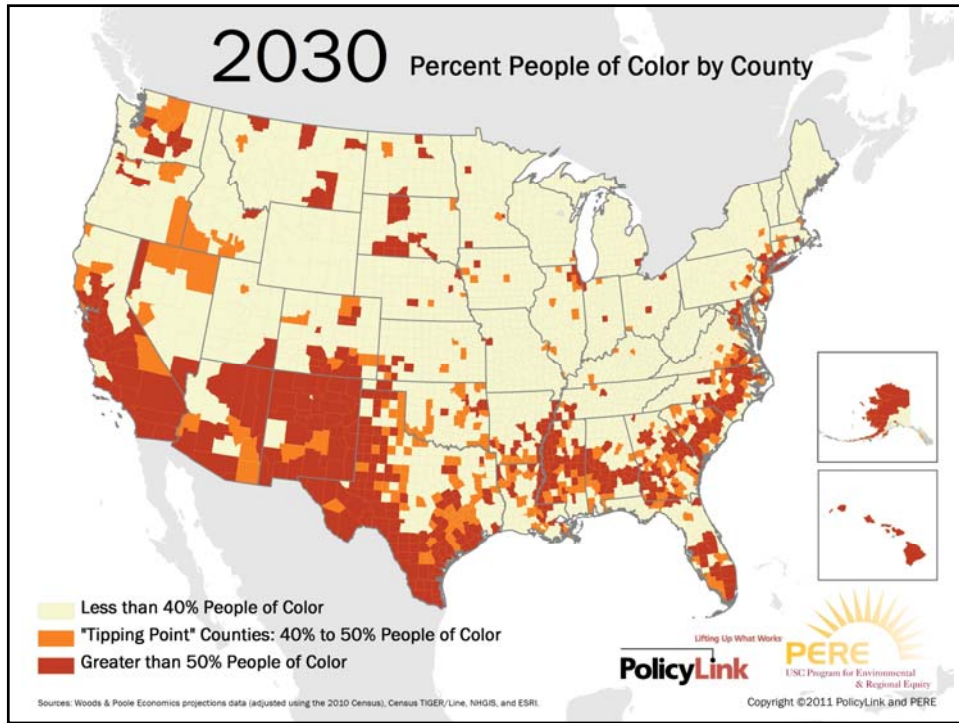 2030 Percent People of Color by County
Less than 40% People of Color
"Tipping Point" Counties: 40% to 50% People of Color
Greater than 50% People of Color
Lifting Up What Works
PolicyLink
PERE
USC Program for Environmental
& Regional Equity
Sources: Woods & Poole Economics projections data (adjusted using the 2010 Census), Census TIGER/Line, NHGIS, and ESRI.
Copyright ©2011 PolicyLink and PERE